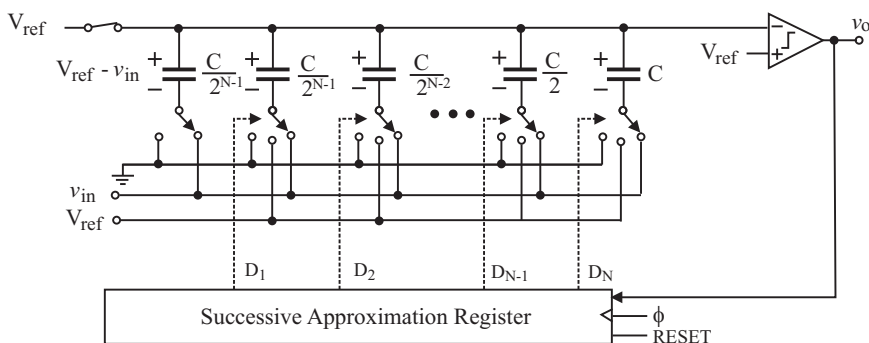 V_ref
v_o
V_ref
V_ref - v_in
+
−
C/2^{N-1}
+
−
C/2^{N-1}
+
−
C/2^{N-2}
+
−
C/2
+
−
C
−
+
v_in
V_ref
D_1
D_2
D_{N-1}
D_N
Successive Approximation Register
ϕ
RESET